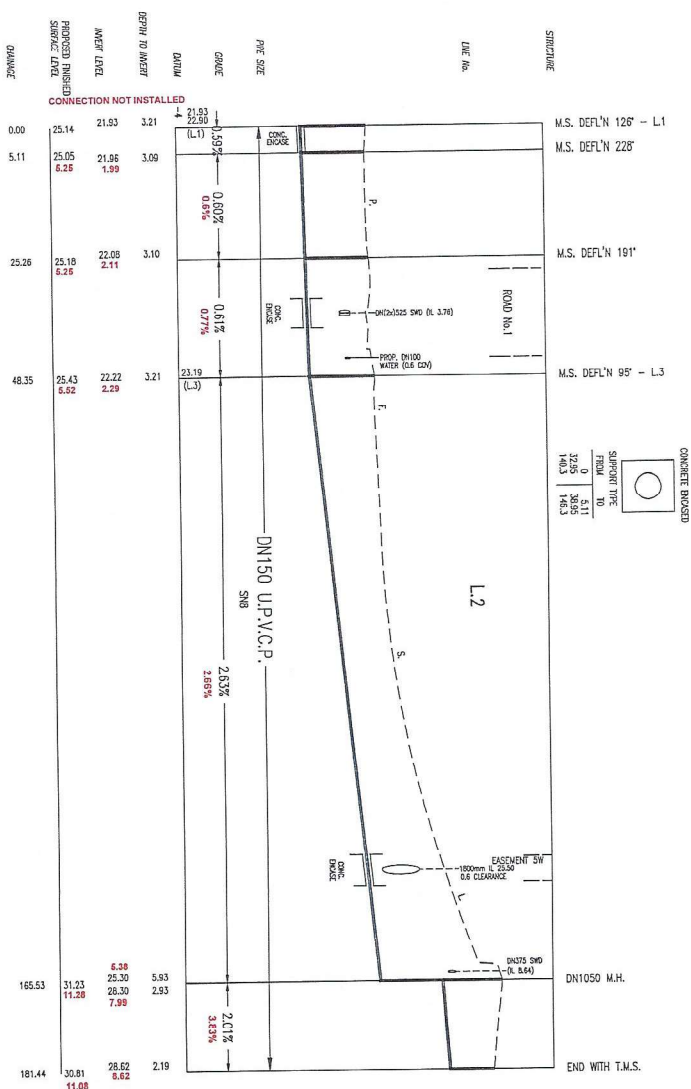 STRUCTURE
M.S. DEFL'N 126° - L.1
M.S. DEFL'N 228°
M.S. DEFL'N 191°
M.S. DEFL'N 95° - L.3
DN1050 M.H.
END WITH T.M.S.
CONCRETE ENCASED
SUPPORT TYPE
FROM TO
0 5.11
32.95 38.95
140.3 146.3
LINE No.
L.2
ROAD No.1
EASEMENT 5W
P.
F.
S.
L.
DN(2x)525 SWD (IL 3.76)
PROP. DN100
WATER (0.6 COV)
1800mm IL 25.50
0.6 CLEARANCE
DN375 SWD
(IL 8.64)
CONC.
ENCASE
CONC.
ENCASE
CONC.
ENCASE
PIPE SIZE
DN150 U.P.V.C.P.
SN8
GRADE
0.59%
0.60%
0.6%
0.61%
0.77%
2.63%
2.66%
2.01%
3.83%
DATUM
-4
21.93
22.90
(L.1)
23.19
(L.3)
DEPTH TO INVERT
3.21
3.09
3.10
3.21
5.93
2.93
2.19
INVERT LEVEL
21.93
21.96
1.99
22.08
2.11
22.22
2.29
5.38
25.30
28.30
7.99
28.62
8.62
PROPOSED FINISHED
SURFACE LEVEL
CONNECTION NOT INSTALLED
25.14
25.05
5.25
25.18
5.25
25.43
5.52
31.23
11.28
30.81
11.08
CHAINAGE
0.00
5.11
25.26
48.35
165.53
181.44